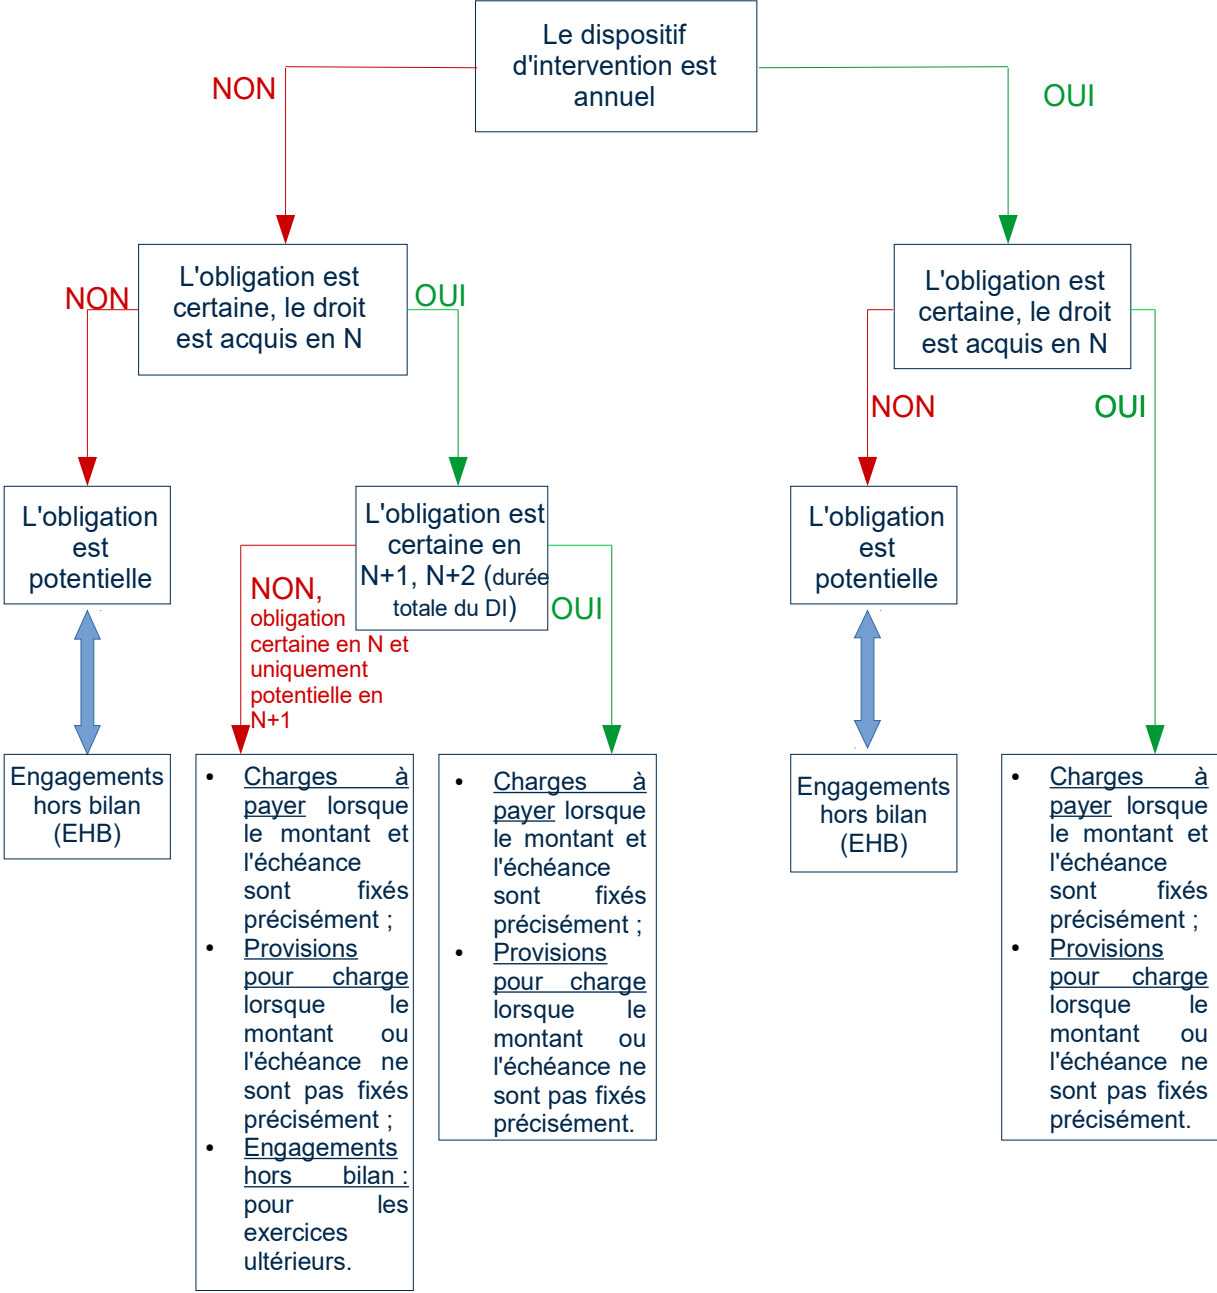 Le dispositif
d'intervention est
annuel
NON
OUI
L'obligation est
certaine, le droit
est acquis en N
NON
OUI
L'obligation est
certaine, le droit
est acquis en N
NON
OUI
L'obligation
est
potentielle
L'obligation est
certaine en
N+1, N+2 (durée
totale du DI)
NON,
obligation
certaine en N et
uniquement
potentielle en
N+1
OUI
L'obligation
est
potentielle
Engagements
hors bilan
(EHB)
• Charges à
payer lorsque
le montant et
l'échéance
sont fixés
précisément ;
• Provisions
pour charge
lorsque le
montant ou
l'échéance ne
sont pas fixés
précisément ;
• Engagements
hors bilan :
pour les
exercices
ultérieurs.
• Charges à
payer lorsque
le montant et
l'échéance
sont fixés
précisément ;
• Provisions
pour charge
lorsque le
montant ou
l'échéance ne
sont pas fixés
précisément.
Engagements
hors bilan
(EHB)
• Charges à
payer lorsque
le montant et
l'échéance
sont fixés
précisément ;
• Provisions
pour charge
lorsque le
montant ou
l'échéance ne
sont pas fixés
précisément.